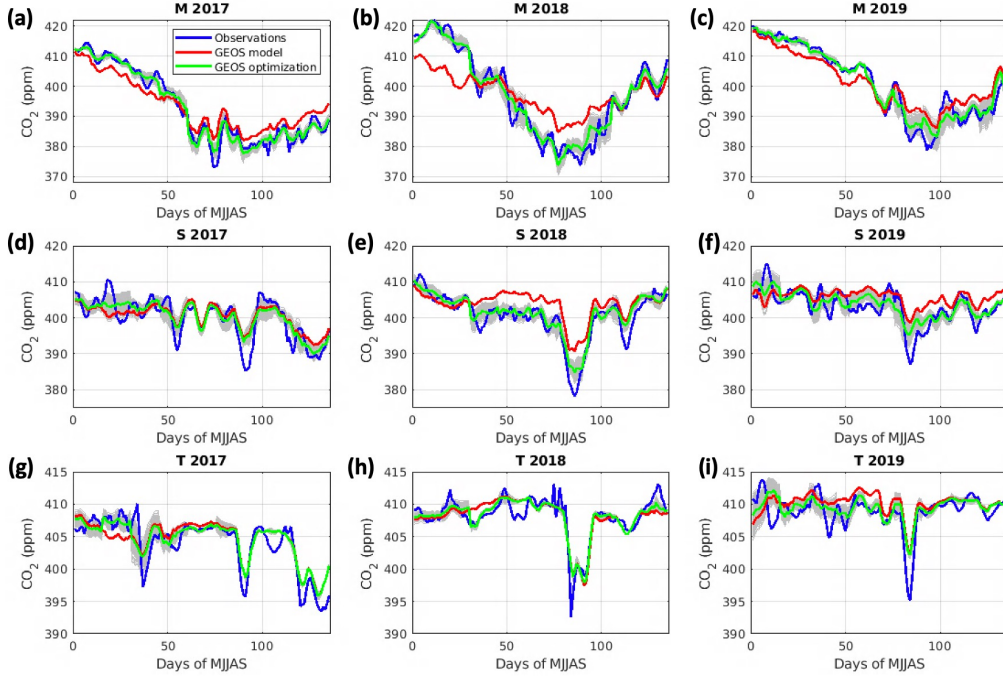 (a) M 2017 (b) M 2018 (c) M 2019
CO2 (ppm) 420 410 400 390 380 370
Observations
GEOS model
GEOS optimization
0 50 100
Days of MJJAS
CO2 (ppm) 420 410 400 390 380 370
0 50 100
Days of MJJAS
CO2 (ppm) 420 410 400 390 380 370
0 50 100
Days of MJJAS
(d) S 2017 (e) S 2018 (f) S 2019
CO2 (ppm) 420 410 400 390 380
0 50 100
Days of MJJAS
CO2 (ppm) 420 410 400 390 380
0 50 100
Days of MJJAS
CO2 (ppm) 420 410 400 390 380
0 50 100
Days of MJJAS
(g) T 2017 (h) T 2018 (i) T 2019
CO2 (ppm) 415 410 405 400 395 390
0 50 100
Days of MJJAS
CO2 (ppm) 415 410 405 400 395 390
0 50 100
Days of MJJAS
CO2 (ppm) 415 410 405 400 395 390
0 50 100
Days of MJJAS